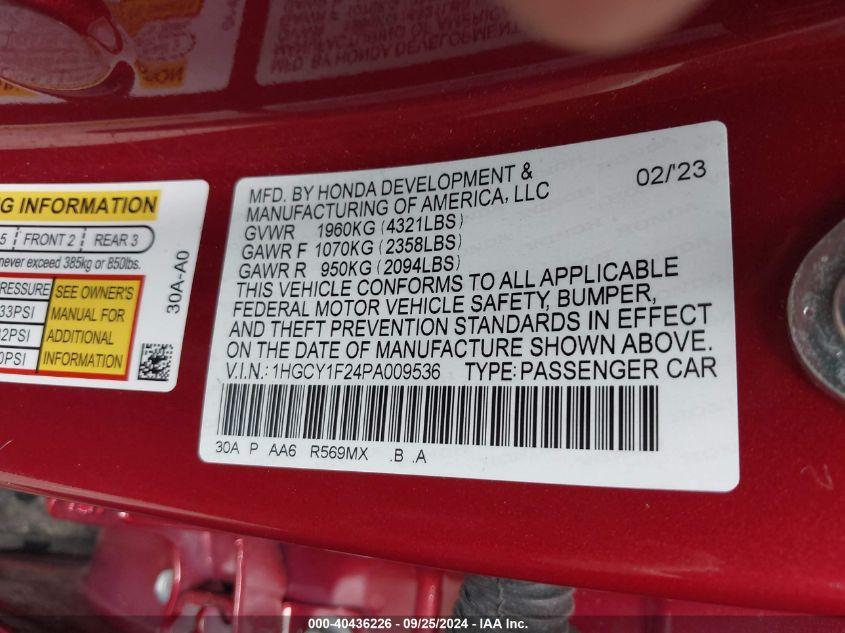 NG INFORMATION
5 FRONT 2 REAR 3
never exceed 385kg or 850lbs.
PRESSURE SEE OWNER'S
33PSI MANUAL FOR
32PSI ADDITIONAL
0PSI INFORMATION
30A-A0
MFD. BY HONDA DEVELOPMENT & 02/'23
MANUFACTURING OF AMERICA, LLC
GVWR 1960KG (4321LBS)
GAWR F 1070KG (2358LBS)
GAWR R 950KG (2094LBS)
THIS VEHICLE CONFORMS TO ALL APPLICABLE
FEDERAL MOTOR VEHICLE SAFETY, BUMPER,
AND THEFT PREVENTION STANDARDS IN EFFECT
ON THE DATE OF MANUFACTURE SHOWN ABOVE.
V.I.N.: 1HGCY1F24PA009536 TYPE: PASSENGER CAR
30A P AA6 R569MX .B .A
000-40436226 - 09/25/2024 - IAA Inc.